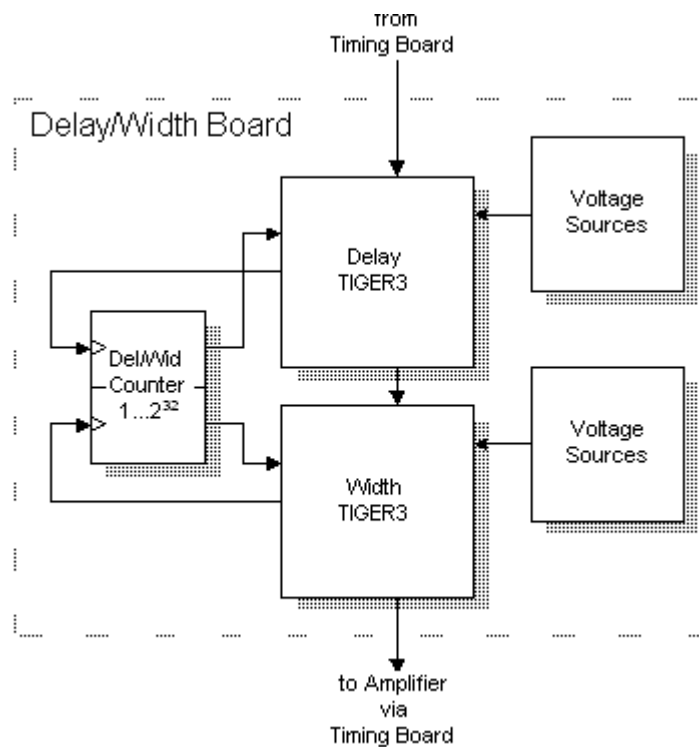 from
Timing Board
Delay/Width Board
Voltage
Sources
Delay
TIGER3
Del/Wid
Counter
1...2³²
Voltage
Sources
Width
TIGER3
to Amplifier
via
Timing Board